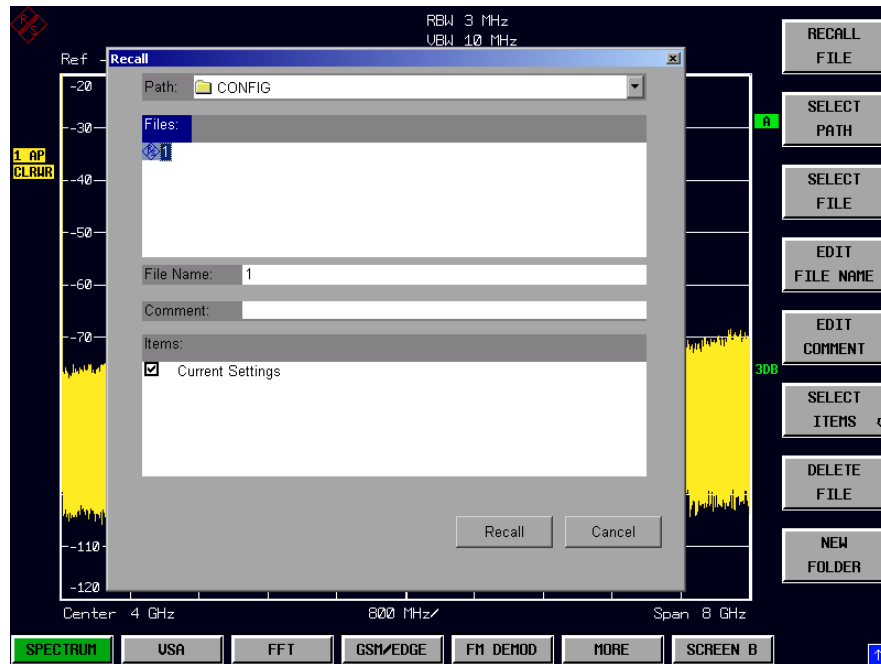 R/S
RBW 3 MHz
VBW 10 MHz
Ref -
-20
-30
-40
-50
-60
-70
-110
-120
1 AP
CLRWR
A
3DB
Recall
Path: CONFIG
Files:
1
File Name: 1
Comment:
Items:
Current Settings
Recall Cancel
Center 4 GHz 800 MHz/ Span 8 GHz
SPECTRUM VSA FFT GSM/EDGE FM DEMOD MORE SCREEN B
RECALL
FILE
SELECT
PATH
SELECT
FILE
EDIT
FILE NAME
EDIT
COMMENT
SELECT
ITEMS
DELETE
FILE
NEW
FOLDER